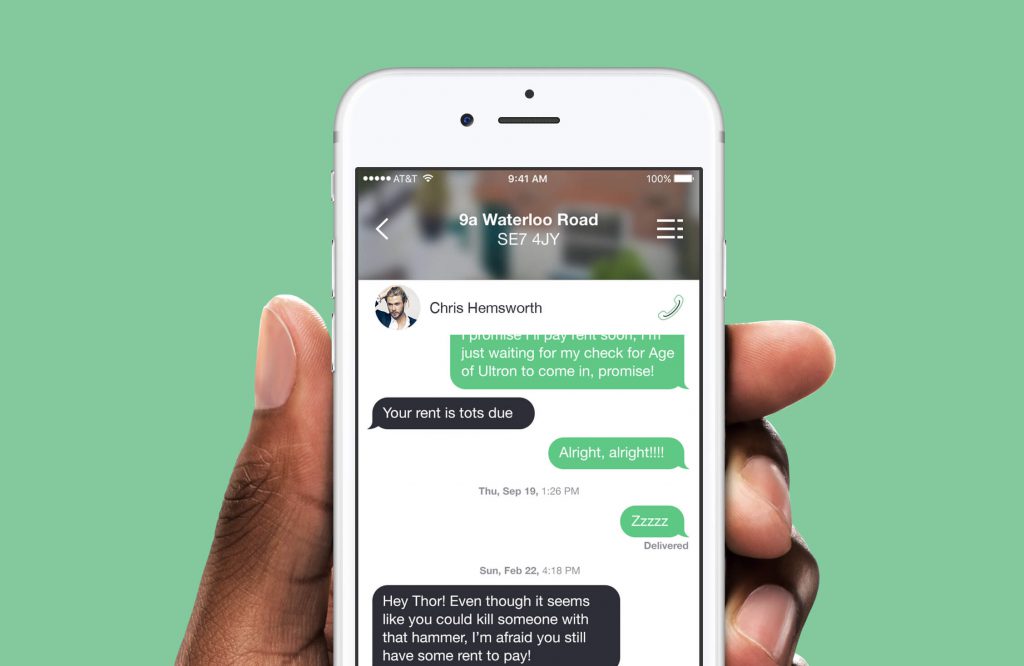 AT&T 9:41 AM 100%
9a Waterloo Road
SE7 4JY
Chris Hemsworth
I promise I'll pay rent soon, I'm
just waiting for my check for Age
of Ultron to come in, promise!
Your rent is tots due
Alright, alright!!!!
Thu, Sep 19, 1:26 PM
Zzzzz
Delivered
Sun, Feb 22, 4:18 PM
Hey Thor! Even though it seems
like you could kill someone with
that hammer, I'm afraid you still
have some rent to pay!